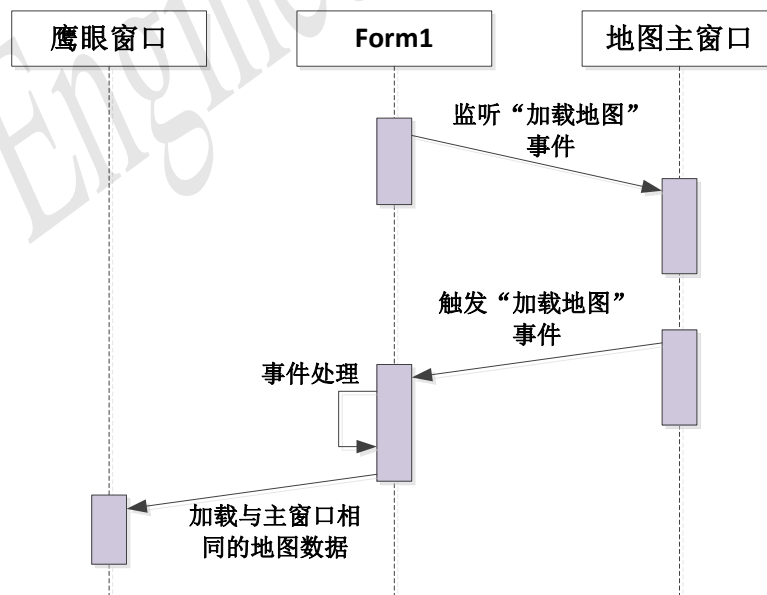 鹰眼窗口
Form1
地图主窗口
监听“加载地图”
事件
触发“加载地图”
事件
事件处理
加载与主窗口相
同的地图数据